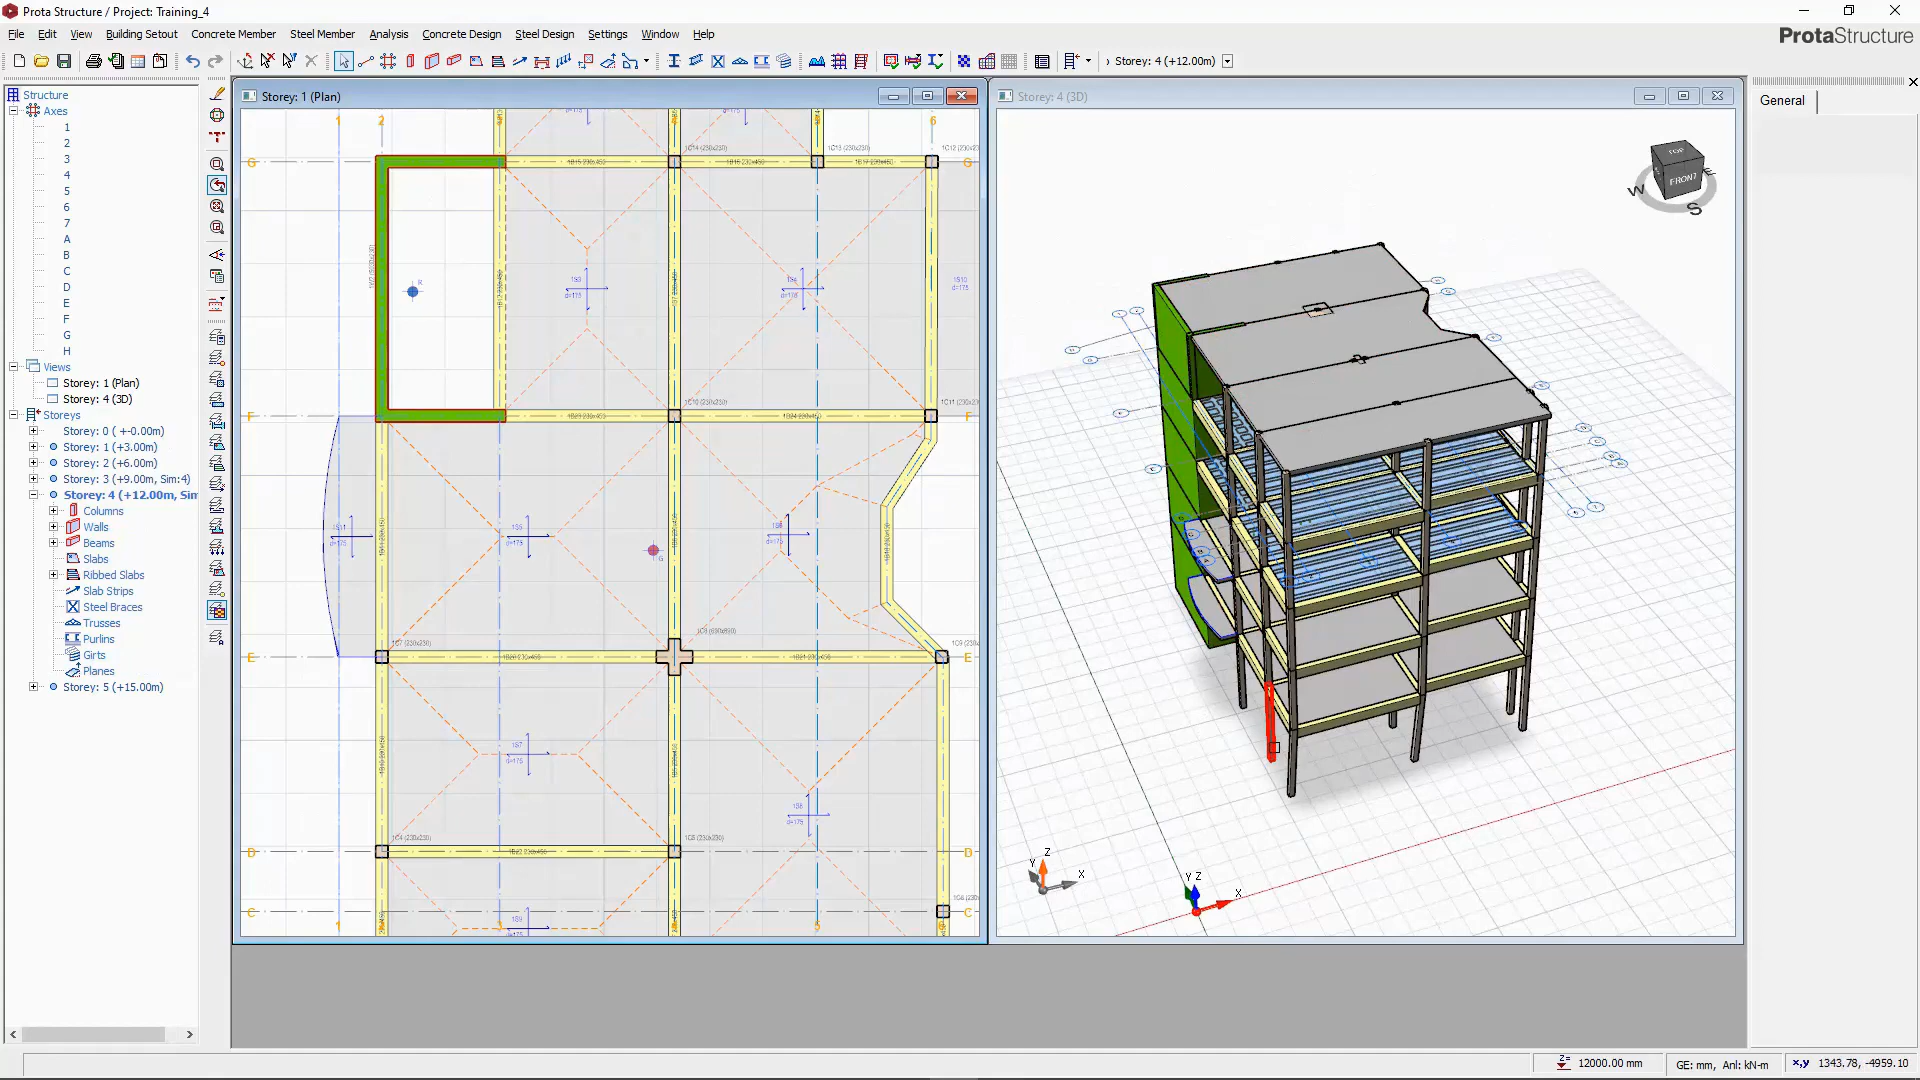 Prota Structure / Project: Training_4
File Edit View Building Setout Concrete Member Steel Member Analysis Concrete Design Steel Design Settings Window Help
ProtaStructure
Storey: 4 (+12.00m)
Structure
Axes
1
2
3
4
5
6
7
A
B
C
D
E
F
G
H
Views
Storey: 1 (Plan)
Storey: 4 (3D)
Storeys
Storey: 0 ( +-0.00m)
Storey: 1 (+3.00m)
Storey: 2 (+6.00m)
Storey: 3 (+9.00m, Sim:4)
Storey: 4 (+12.00m, Sim
Columns
Walls
Beams
Slabs
Ribbed Slabs
Slab Strips
Steel Braces
Trusses
Purlins
Girts
Planes
Storey: 5 (+15.00m)
Storey: 1 (Plan)
1 2 6
G G
F F
E E
D D
C C
1 5
Storey: 4 (3D)
TOP
FRONT
W
S
Z
Y
X
Y Z
X
General
Z= 12000.00 mm
GE: mm, Anl: kN-m
x,y 1343.78, -4959.10